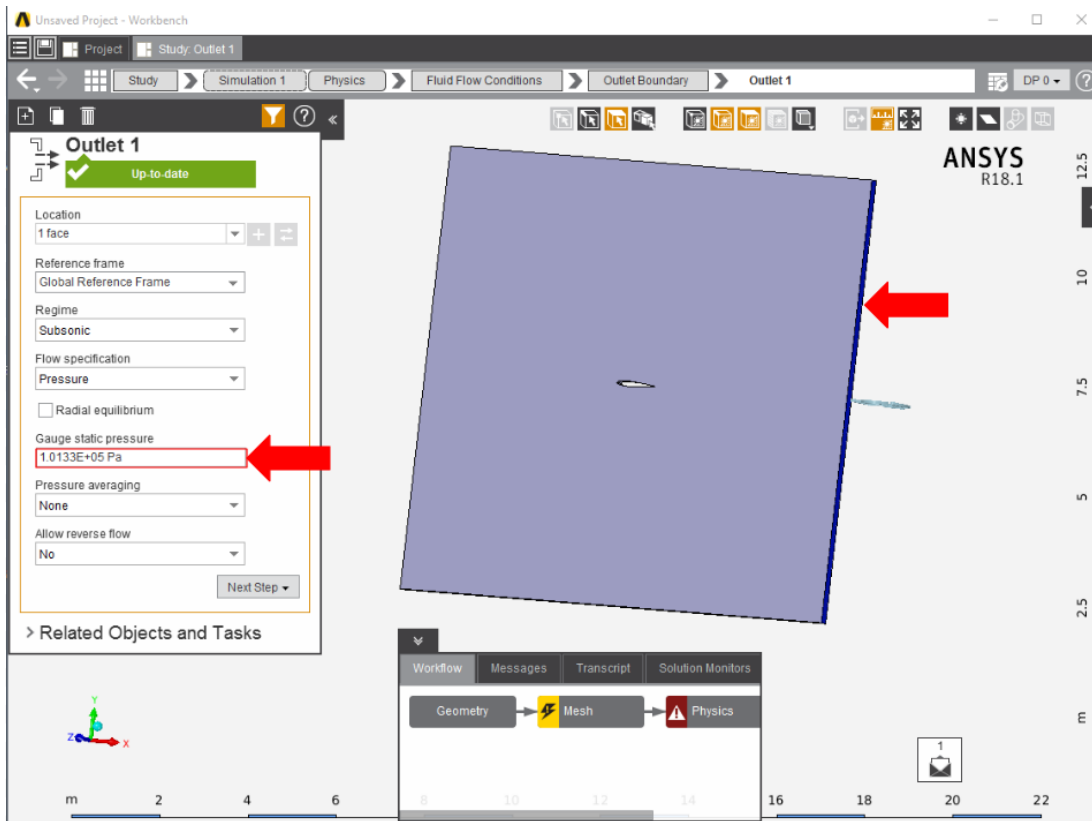 Unsaved Project - Workbench
Project
Study: Outlet 1
Study
Simulation 1
Physics
Fluid Flow Conditions
Outlet Boundary
Outlet 1
DP 0
Outlet 1
Up-to-date
Location
1 face
Reference frame
Global Reference Frame
Regime
Subsonic
Flow specification
Pressure
Radial equilibrium
Gauge static pressure
1.0133E+05 Pa
Pressure averaging
None
Allow reverse flow
No
Next Step
Related Objects and Tasks
ANSYS
R18.1
12.5
10
7.5
5
2.5
m
Workflow
Messages
Transcript
Solution Monitors
Geometry
Mesh
Physics
Y
Z
X
1
m
2
4
6
8
10
12
14
16
18
20
22